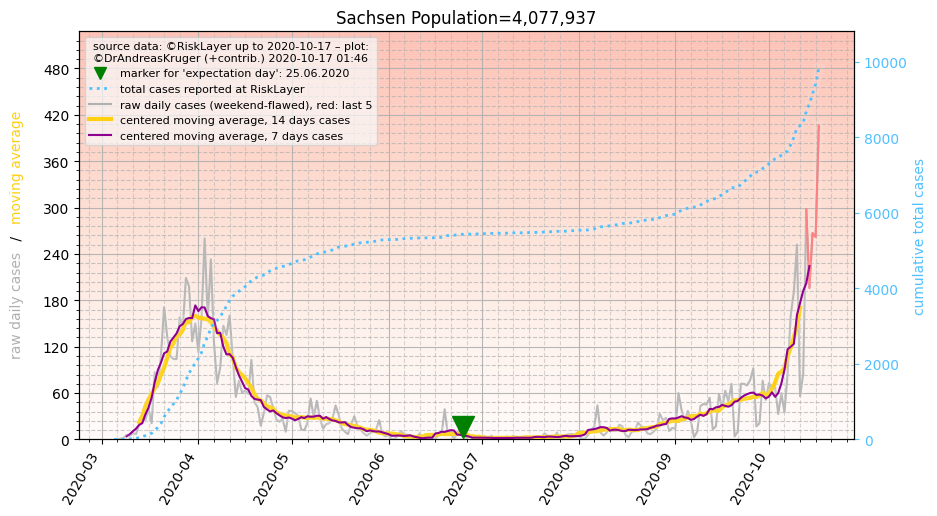 Sachsen Population=4,077,937
source data: ©RiskLayer up to 2020-10-17 – plot:
©DrAndreasKruger (+contrib.) 2020-10-17 01:46
marker for 'expectation day': 25.06.2020
total cases reported at RiskLayer
raw daily cases (weekend-flawed), red: last 5
centered moving average, 14 days cases
centered moving average, 7 days cases
raw daily cases / moving average
480
420
360
300
240
180
120
60
0
10000
8000
6000
4000
2000
0
cumulative total cases
2020-03
2020-04
2020-05
2020-06
2020-07
2020-08
2020-09
2020-10